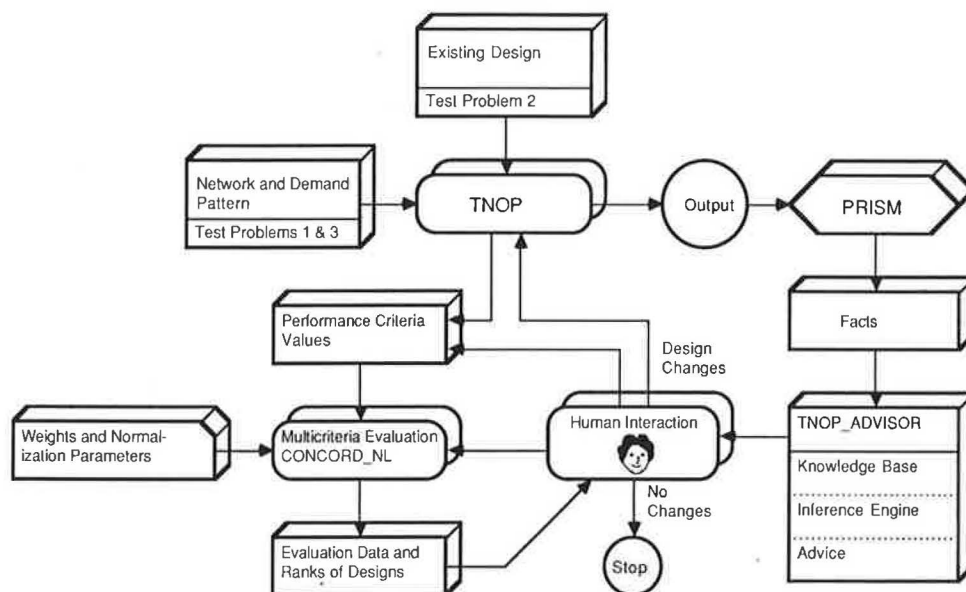 Existing Design
Test Problem 2
Network and Demand
Pattern
Test Problems 1 & 3
TNOP
Output
PRISM
Performance Criteria
Values
Facts
Design
Changes
Weights and Normal-
ization Parameters
Multicriteria Evaluation
CONCORD_NL
Human Interaction
TNOP_ADVISOR
Knowledge Base
Inference Engine
Advice
No
Changes
Evaluation Data and
Ranks of Designs
Stop